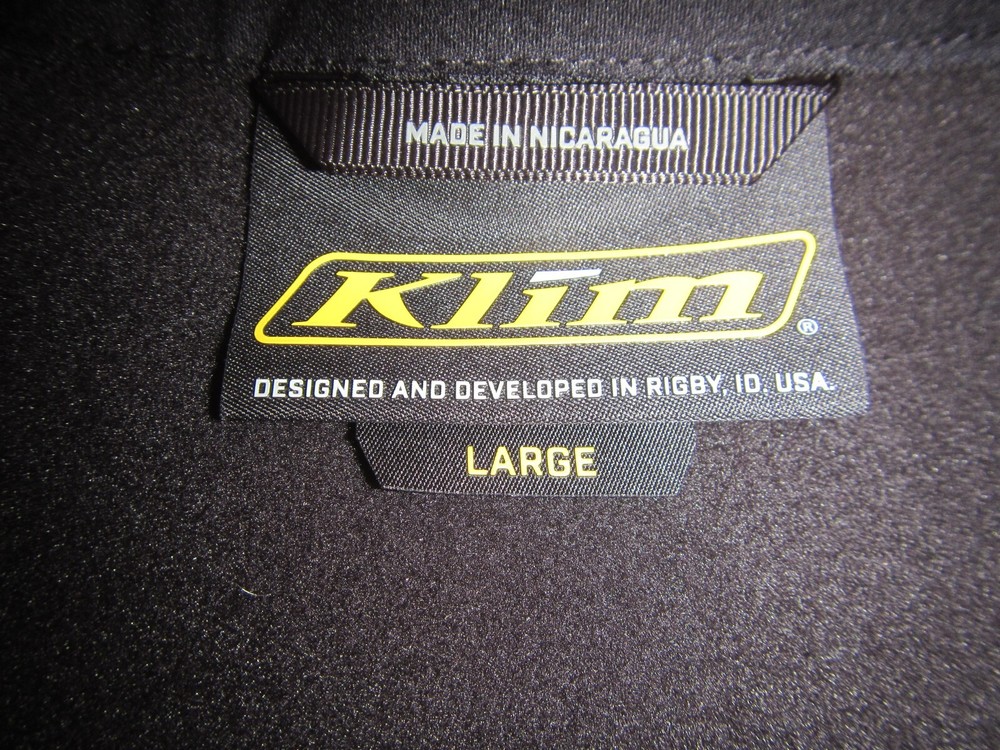 MADE IN NICARAGUA
Klim®
DESIGNED AND DEVELOPED IN RIGBY, ID. USA.
LARGE